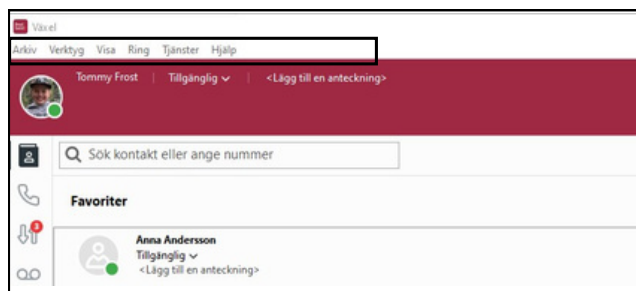 Växel
Arkiv Verktyg Visa Ring Tjänster Hjälp
Tommy Frost Tillgänglig <Lägg till en anteckning>
Sök kontakt eller ange nummer
Favoriter
3
Anna Andersson
Tillgänglig
<Lägg till en anteckning>